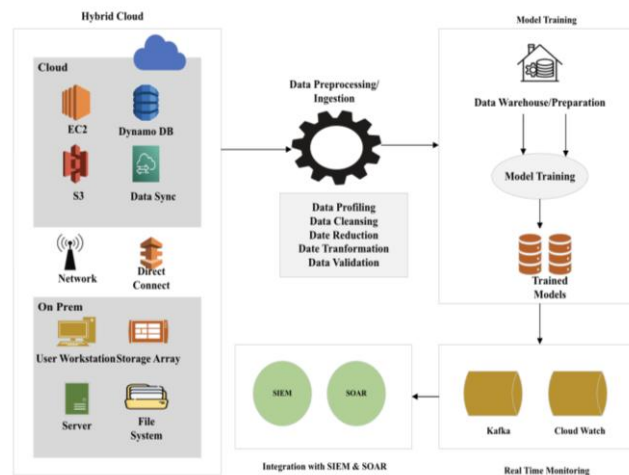 Hybrid Cloud
Cloud
EC2
Dynamo DB
S3
Data Sync
Network
Direct
Connect
On Prem
User Workstation
Storage Array
Server
File
System
Data Preprocessing/
Ingestion
Data Profiling
Data Cleansing
Date Reduction
Date Tranformation
Data Validation
Model Training
Data Warehouse/Preparation
Model Training
Trained
Models
Kafka
Cloud Watch
Real Time Monitoring
SIEM
SOAR
Integration with SIEM & SOAR